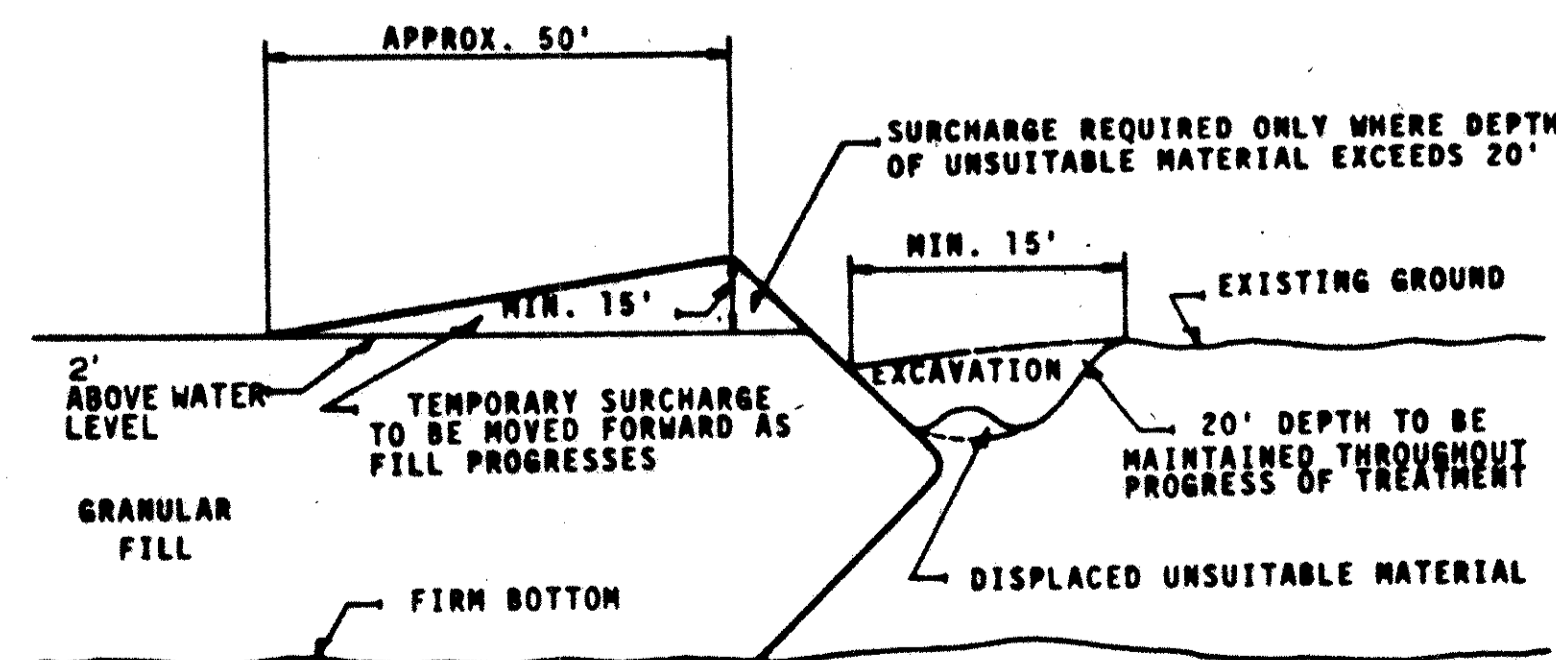 APPROX. 50'
SURCHARGE REQUIRED ONLY WHERE DEPTH
OF UNSUITABLE MATERIAL EXCEEDS 20'
MIN. 15'
EXISTING GROUND
MIN. 15'
2'
ABOVE WATER
LEVEL
EXCAVATION
TEMPORARY SURCHARGE
TO BE MOVED FORWARD AS
FILL PROGRESSES
20' DEPTH TO BE
MAINTAINED THROUGHOUT
PROGRESS OF TREATMENT
GRANULAR
FILL
DISPLACED UNSUITABLE MATERIAL
FIRM BOTTOM